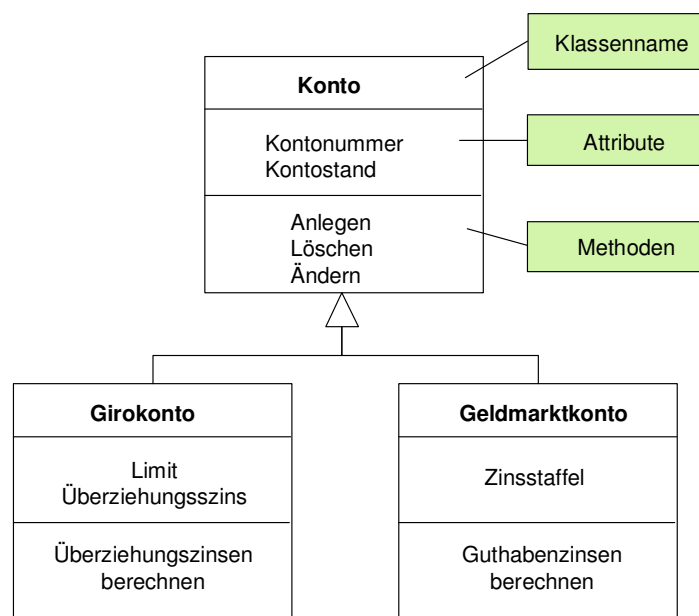 Klassenname
Konto
Kontonummer
Kontostand
Attribute
Anlegen
Löschen
Ändern
Methoden
Girokonto
Limit
Überziehungsszins
Überziehungszinsen
berechnen
Geldmarktkonto
Zinsstaffel
Guthabenzinsen
berechnen